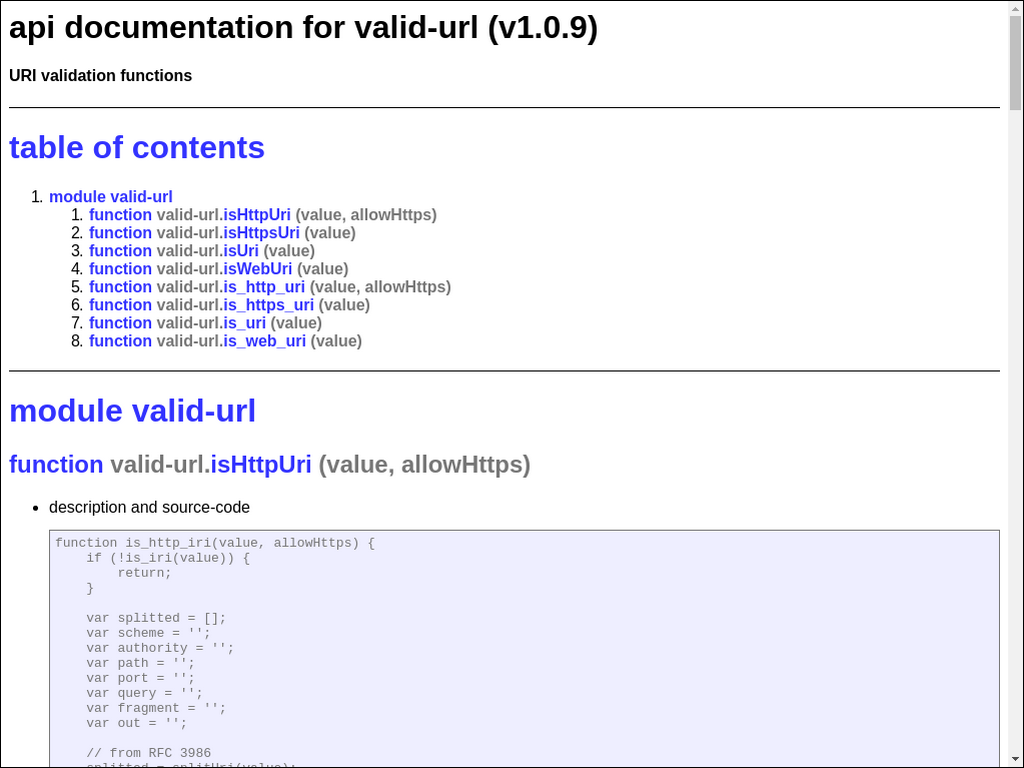 api documentation for valid-url (v1.0.9)
URI validation functions
table of contents
1. module valid-url
1. function valid-url.isHttpUri (value, allowHttps)
2. function valid-url.isHttpsUri (value)
3. function valid-url.isUri (value)
4. function valid-url.isWebUri (value)
5. function valid-url.is_http_uri (value, allowHttps)
6. function valid-url.is_https_uri (value)
7. function valid-url.is_uri (value)
8. function valid-url.is_web_uri (value)
module valid-url
function valid-url.isHttpUri (value, allowHttps)
• description and source-code
function is_http_iri(value, allowHttps) {
    if (!is_iri(value)) {
        return;
    }
    var splitted = [];
    var scheme = '';
    var authority = '';
    var path = '';
    var port = '';
    var query = '';
    var fragment = '';
    var out = '';
    // from RFC 3986
    splitted = splitUri(value);